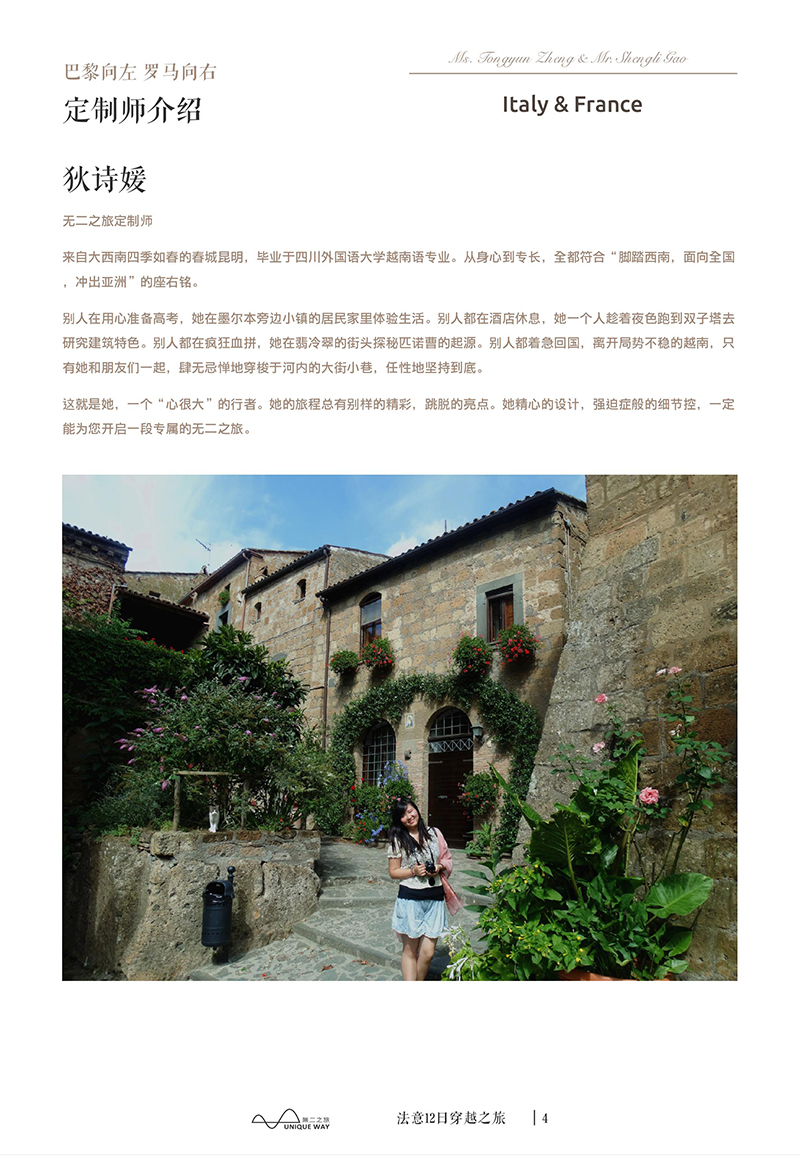 巴黎向左 罗马向右
Ms. Tongyun Zheng & Mr. Shengli Gao
定制师介绍
Italy & France
狄诗媛
无二之旅定制师
来自大西南四季如春的春城昆明，毕业于四川外国语大学越南语专业。从身心到专长，全都符合“脚踏西南，面向全国
，冲出亚洲”的座右铭。
别人在用心准备高考，她在墨尔本旁边小镇的居民家里体验生活。别人都在酒店休息，她一个人趁着夜色跑到双子塔去
研究建筑特色。别人都在疯狂血拼，她在翡冷翠的街头探秘匹诺曹的起源。别人都着急回国，离开局势不稳的越南，只
有她和朋友们一起，肆无忌惮地穿梭于河内的大街小巷，任性地坚持到底。
这就是她，一个“心很大”的行者。她的旅程总有别样的精彩，跳脱的亮点。她精心的设计，强迫症般的细节控，一定
能为您开启一段专属的无二之旅。
無二之旅
UNIQUE WAY
法意12日穿越之旅 | 4